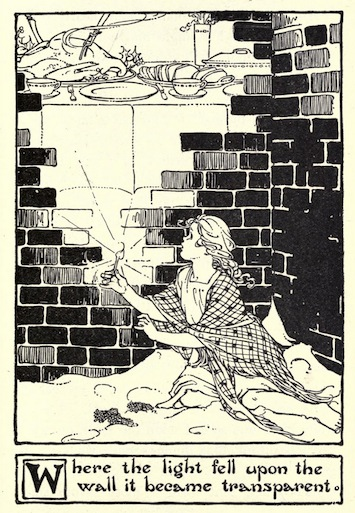 Where the light fell upon the
wall it became transparent.